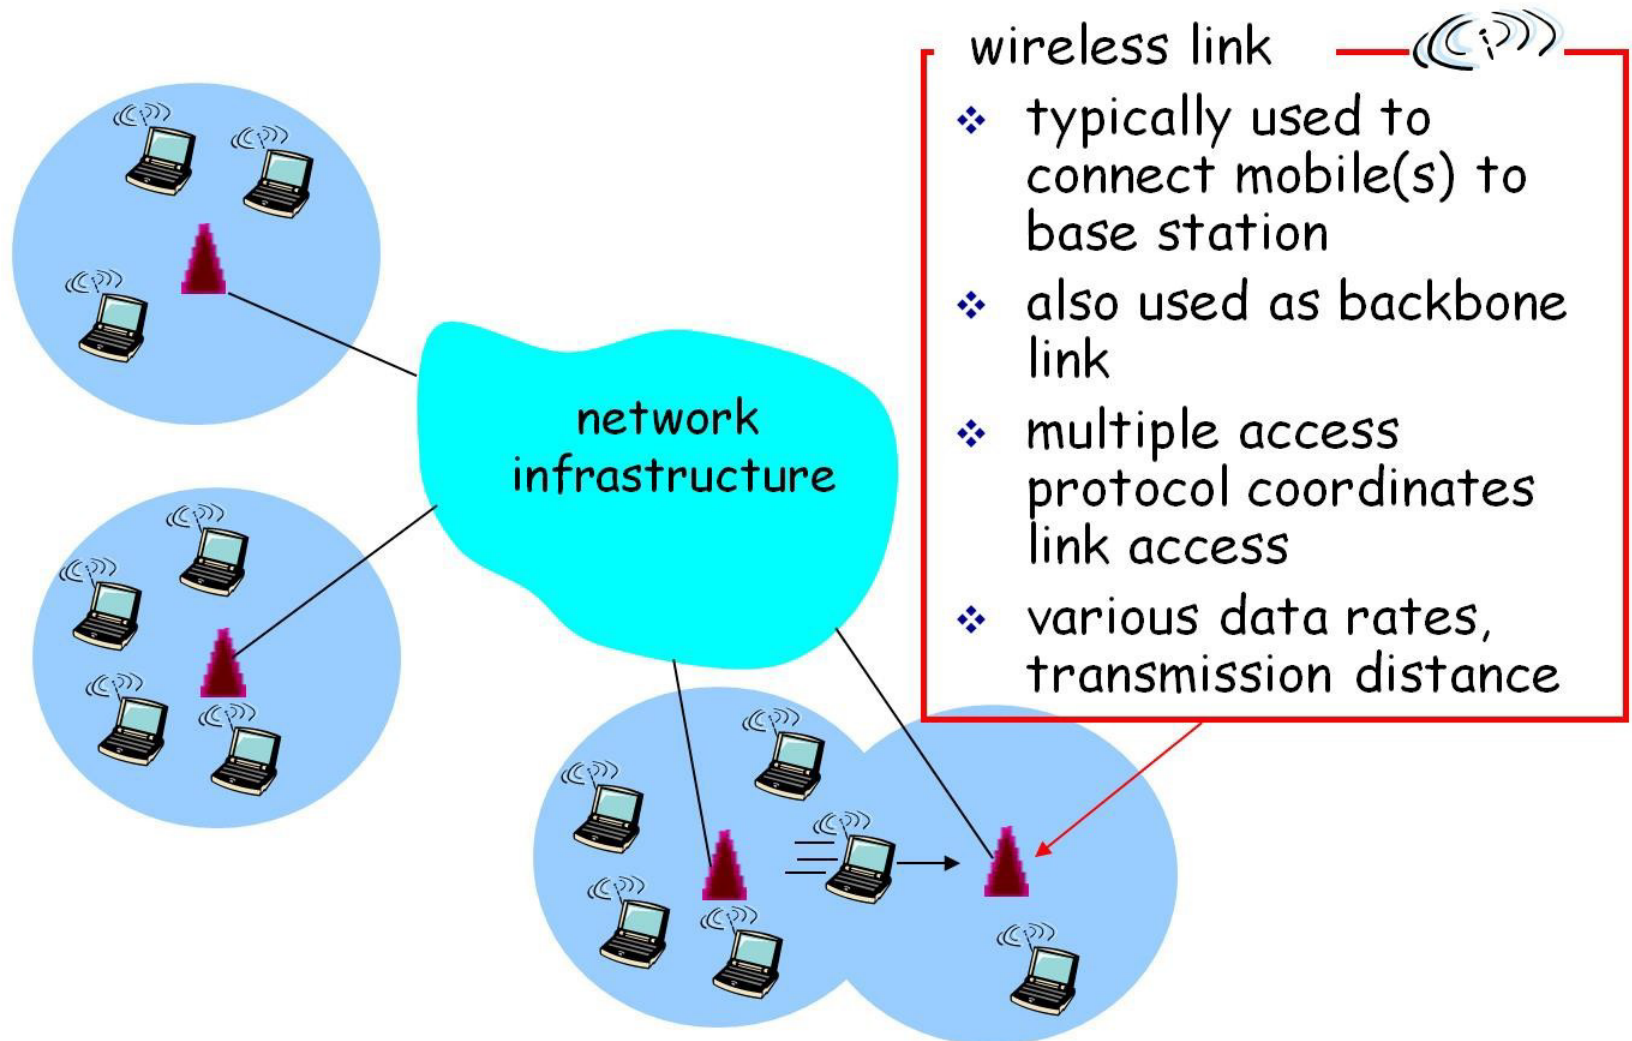 wireless link
❖ typically used to
connect mobile(s) to
base station
❖ also used as backbone
link
❖ multiple access
protocol coordinates
link access
❖ various data rates,
transmission distance
network
infrastructure